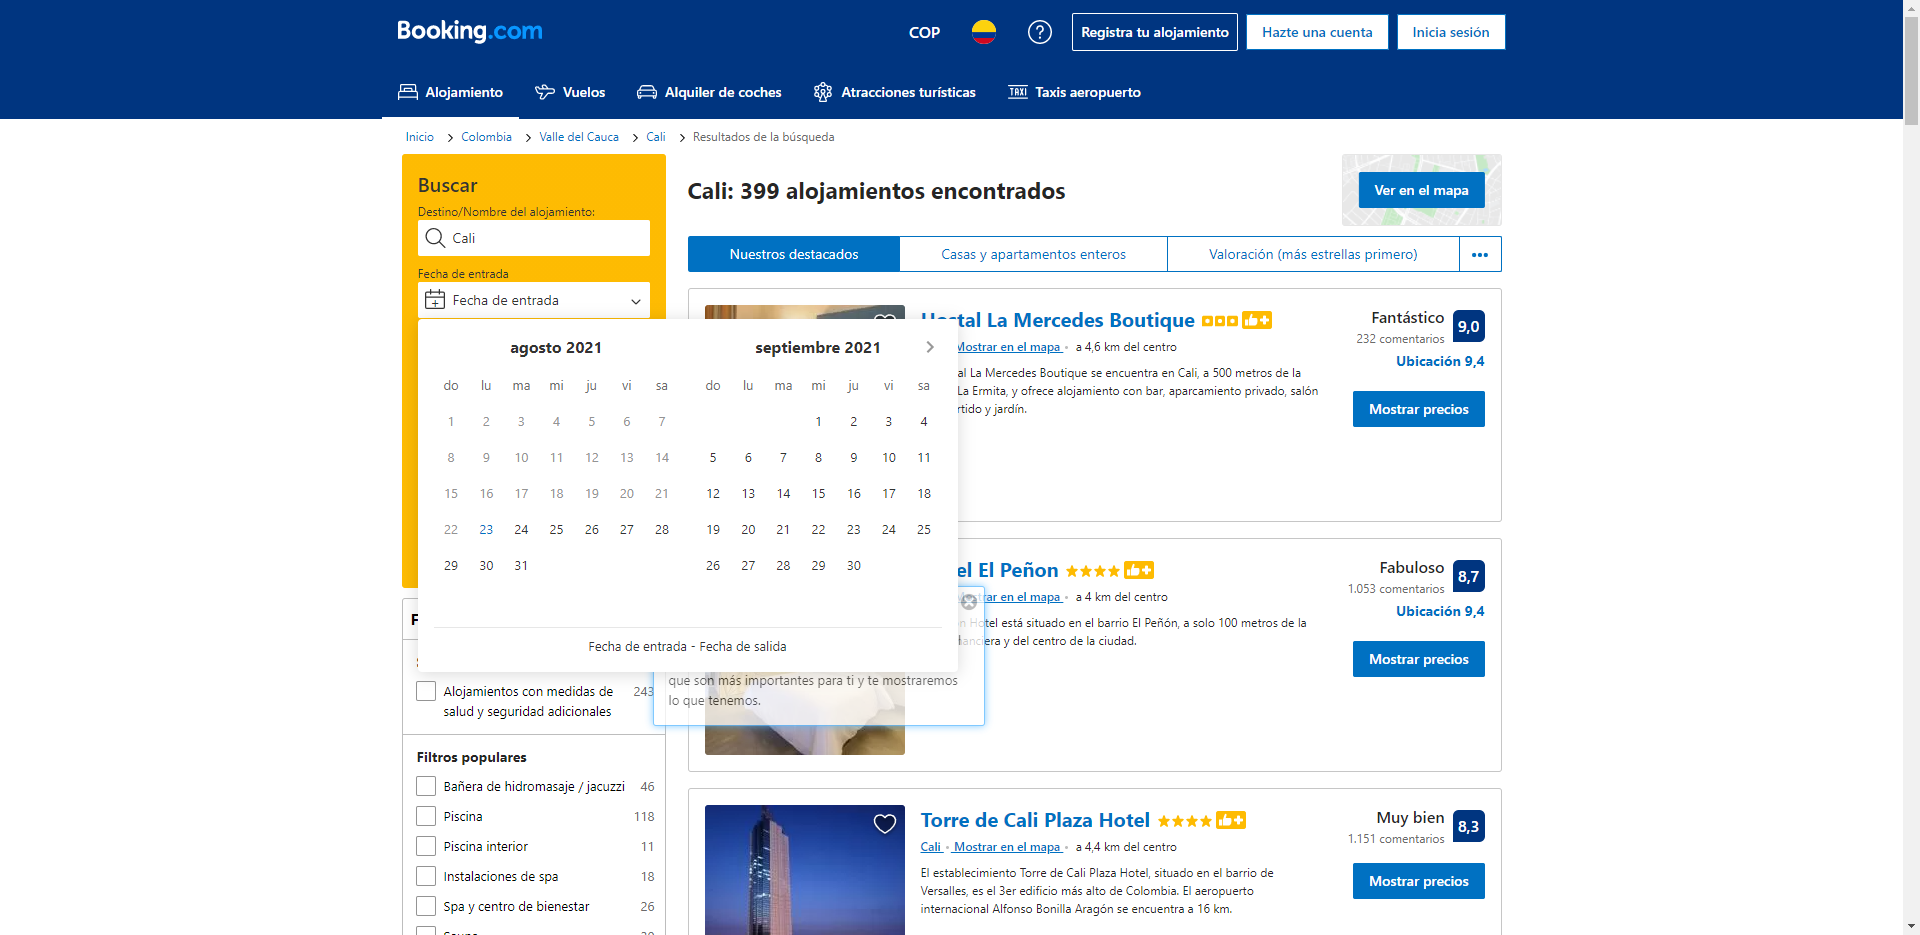 Booking.com
COP
Registra tu alojamiento
Hazte una cuenta
Inicia sesión
Alojamiento
Vuelos
Alquiler de coches
Atracciones turísticas
TAXI Taxis aeropuerto
Inicio > Colombia > Valle del Cauca > Cali > Resultados de la búsqueda
Buscar
Destino/Nombre del alojamiento:
Cali
Fecha de entrada
Fecha de entrada
agosto 2021
do lu ma mi ju vi sa
1 2 3 4 5 6 7
8 9 10 11 12 13 14
15 16 17 18 19 20 21
22 23 24 25 26 27 28
29 30 31
septiembre 2021
do lu ma mi ju vi sa
1 2 3 4
5 6 7 8 9 10 11
12 13 14 15 16 17 18
19 20 21 22 23 24 25
26 27 28 29 30
Fecha de entrada - Fecha de salida
que son más importantes para ti y te mostraremos
lo que tenemos.
Alojamientos con medidas de 243
salud y seguridad adicionales
Filtros populares
Bañera de hidromasaje / jacuzzi 46
Piscina 118
Piscina interior 11
Instalaciones de spa 18
Spa y centro de bienestar 26
Cali: 399 alojamientos encontrados
Ver en el mapa
Nuestros destacados
Casas y apartamentos enteros
Valoración (más estrellas primero)
Hostal La Mercedes Boutique
Mostrar en el mapa • a 4,6 km del centro
al La Mercedes Boutique se encuentra en Cali, a 500 metros de la
La Ermita, y ofrece alojamiento con bar, aparcamiento privado, salón
rtido y jardín.
Fantástico 9,0
232 comentarios
Ubicación 9,4
Mostrar precios
el El Peñon
trar en el mapa • a 4 km del centro
n Hotel está situado en el barrio El Peñón, a solo 100 metros de la
anciera y del centro de la ciudad.
Fabuloso 8,7
1.053 comentarios
Ubicación 9,4
Mostrar precios
Torre de Cali Plaza Hotel
Cali • Mostrar en el mapa • a 4,4 km del centro
El establecimiento Torre de Cali Plaza Hotel, situado en el barrio de
Versalles, es el 3er edificio más alto de Colombia. El aeropuerto
internacional Alfonso Bonilla Aragón se encuentra a 16 km.
Muy bien 8,3
1.151 comentarios
Mostrar precios